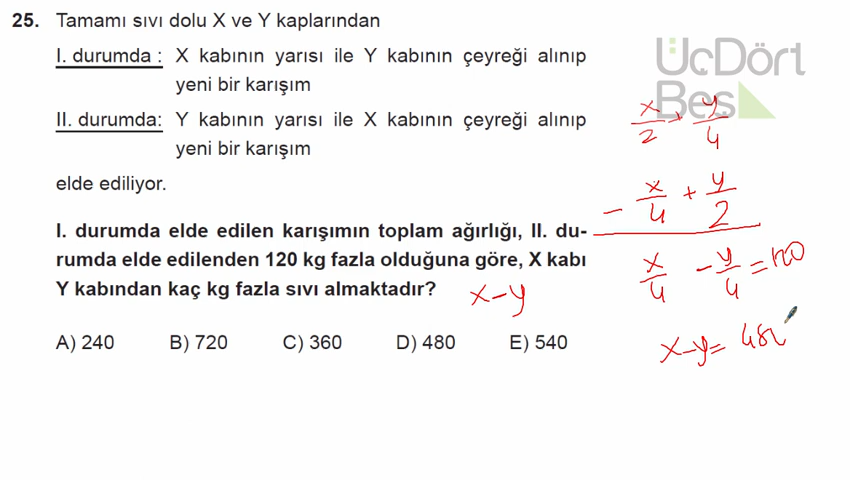 25. Tamamı sıvı dolu X ve Y kaplarından
I. durumda : X kabının yarısı ile Y kabının çeyreği alınıp
yeni bir karışım
II. durumda: Y kabının yarısı ile X kabının çeyreği alınıp
yeni bir karışım
elde ediliyor.
I. durumda elde edilen karışımın toplam ağırlığı, II. du-
rumda elde edilenden 120 kg fazla olduğuna göre, X kabı
Y kabından kaç kg fazla sıvı almaktadır?
x-y
A) 240 B) 720 C) 360 D) 480 E) 540
ÜçDört
Beş
x/2 + y/4
- x/4 + y/2
x/4 - y/4 = 120
x-y= 480